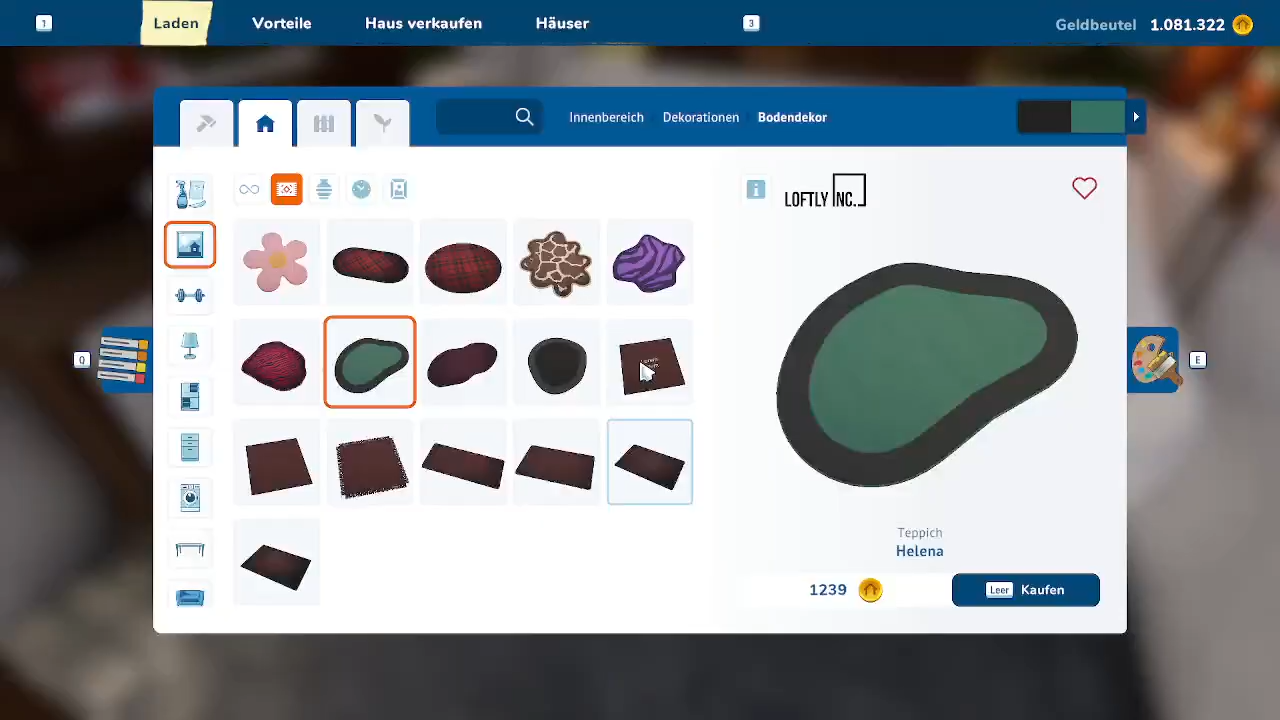 1
Laden
Vorteile
Haus verkaufen
Häuser
3
Geldbeutel 1.081.322
Innenbereich
Dekorationen
Bodendekor
LOFTLY INC.
Q
E
Teppich
Helena
1239
Leer Kaufen